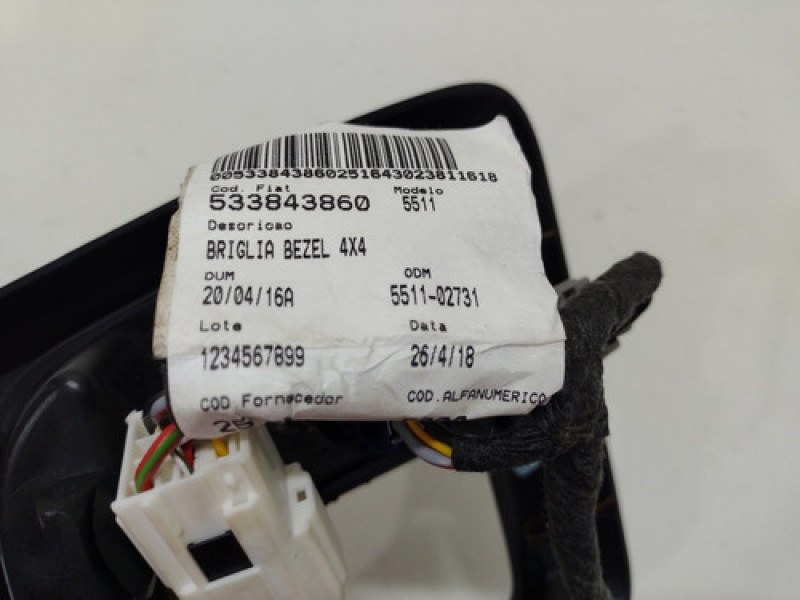 00533843860251643023811618
Cod. Fiat Modelo
533843860 5511
Descricao
BRIGLIA BEZEL 4X4
DUM ODM
20/04/16A 5511-02731
Lote Data
1234567899 26/4/18
COD Fornecedor COD. ALFANUMERICO